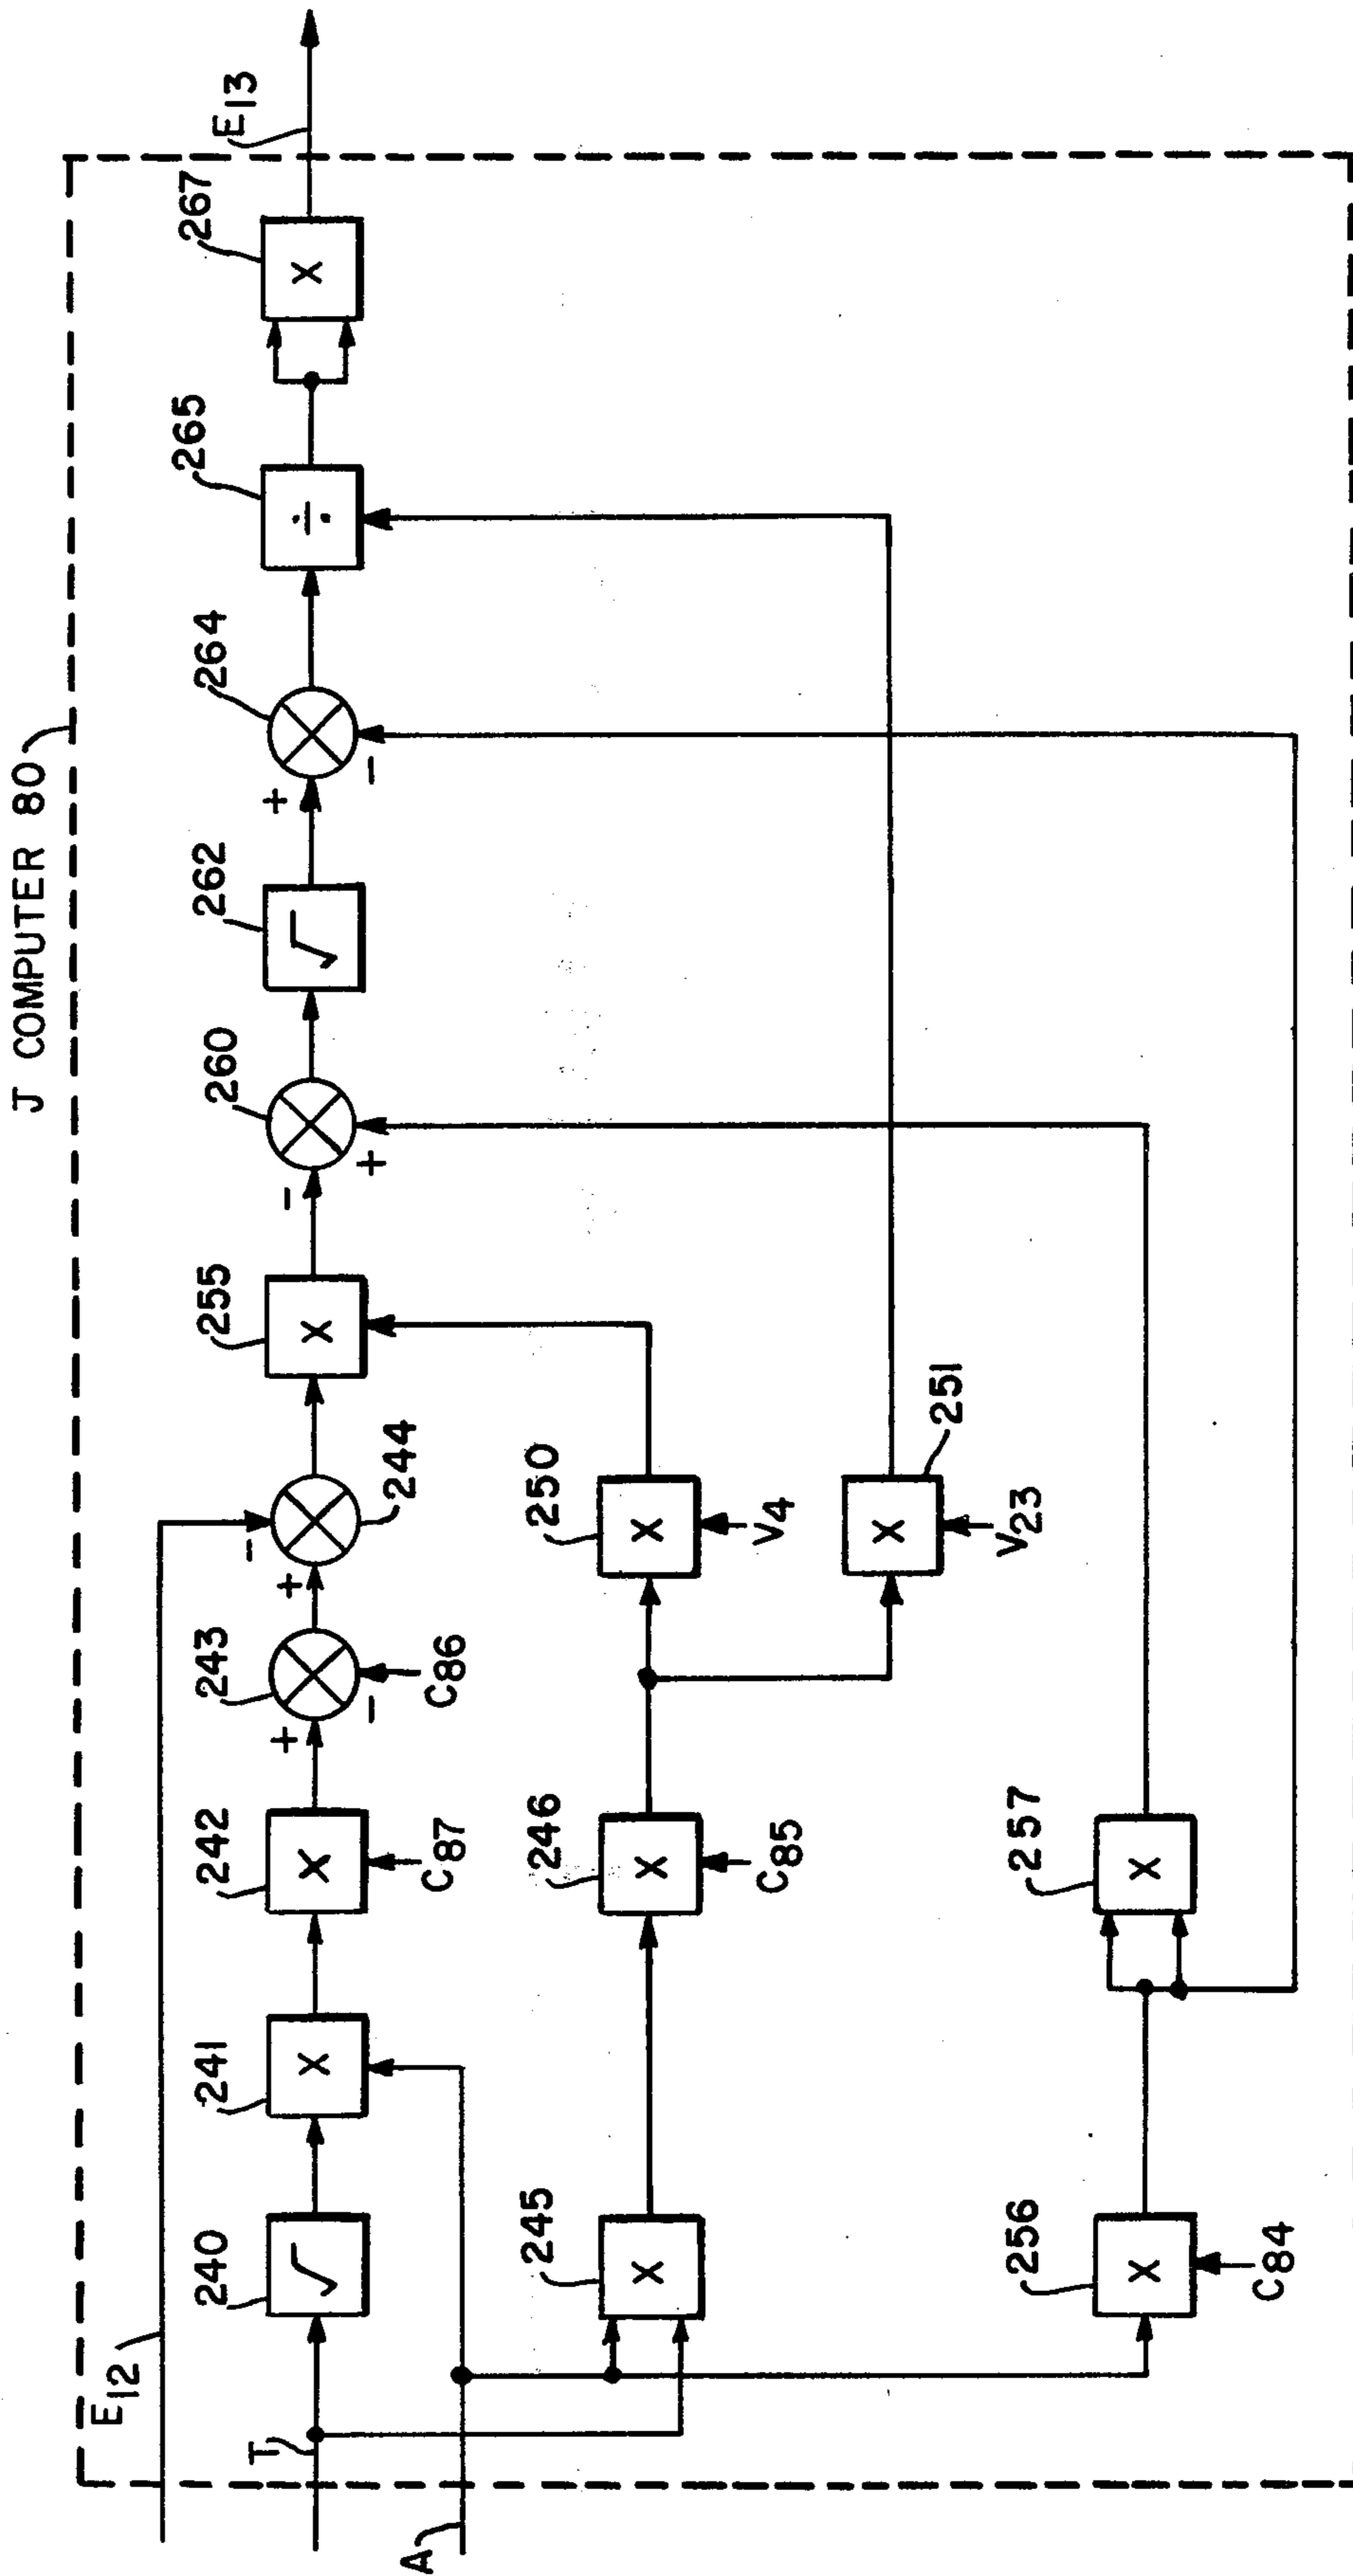 J COMPUTER 80
E12
T
A
240
241
242
C87
243
C86
244
255
260
262
264
265
267
E13
245
246
C85
250
V4
251
V23
256
C84
257
X
X
X
X
X
X
X
X
X
X
X
√
√
÷
+
-
+
-
-
+
+
-